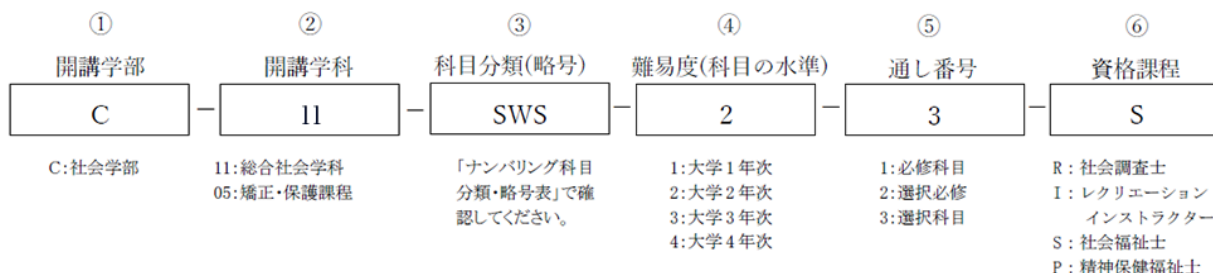 ① ② ③ ④ ⑤ ⑥
開講学部 開講学科 科目分類(略号) 難易度(科目の水準) 通し番号 資格課程
C － 11 － SWS － 2 － 3 － S
C:社会学部 11:総合社会学科 「ナンバリング科目 1:大学1年次 1:必修科目 R：社会調査士
05:矯正・保護課程 分類・略号表」で確 2:大学2年次 2:選択必修 I：レクリエーション
認してください。 3:大学3年次 3:選択科目 インストラクター
4:大学4年次 S：社会福祉士
P：精神保健福祉士